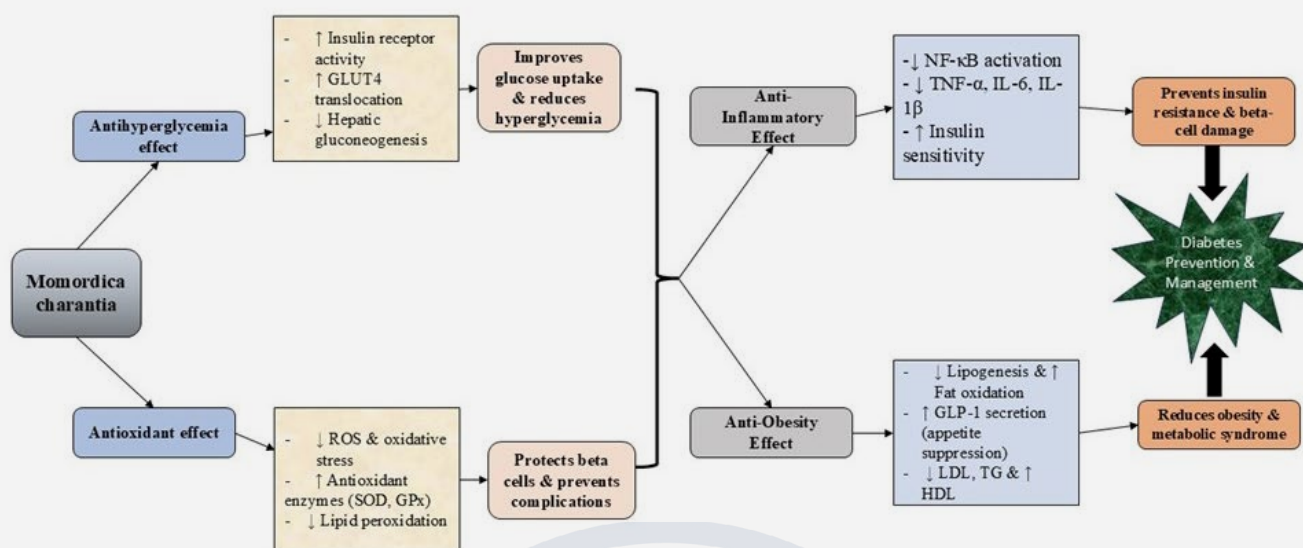 Momordica
charantia
Antihyperglycemia
effect
- ↑ Insulin receptor
activity
- ↑ GLUT4
translocation
- ↓ Hepatic
gluconeogenesis
Improves
glucose uptake
& reduces
hyperglycemia
Antioxidant effect
- ↓ ROS & oxidative
stress
- ↑ Antioxidant
enzymes (SOD, GPx)
- ↓ Lipid peroxidation
Protects beta
cells & prevents
complications
Anti-
Inflammatory
Effect
-↓ NF-κB activation
- ↓ TNF-α, IL-6, IL-
1β
- ↑ Insulin
sensitivity
Prevents insulin
resistance & beta-
cell damage
Anti-Obesity
Effect
- ↓ Lipogenesis & ↑
Fat oxidation
- ↑ GLP-1 secretion
(appetite
suppression)
- ↓ LDL, TG & ↑
HDL
Reduces obesity &
metabolic syndrome
Diabetes
Prevention &
Management